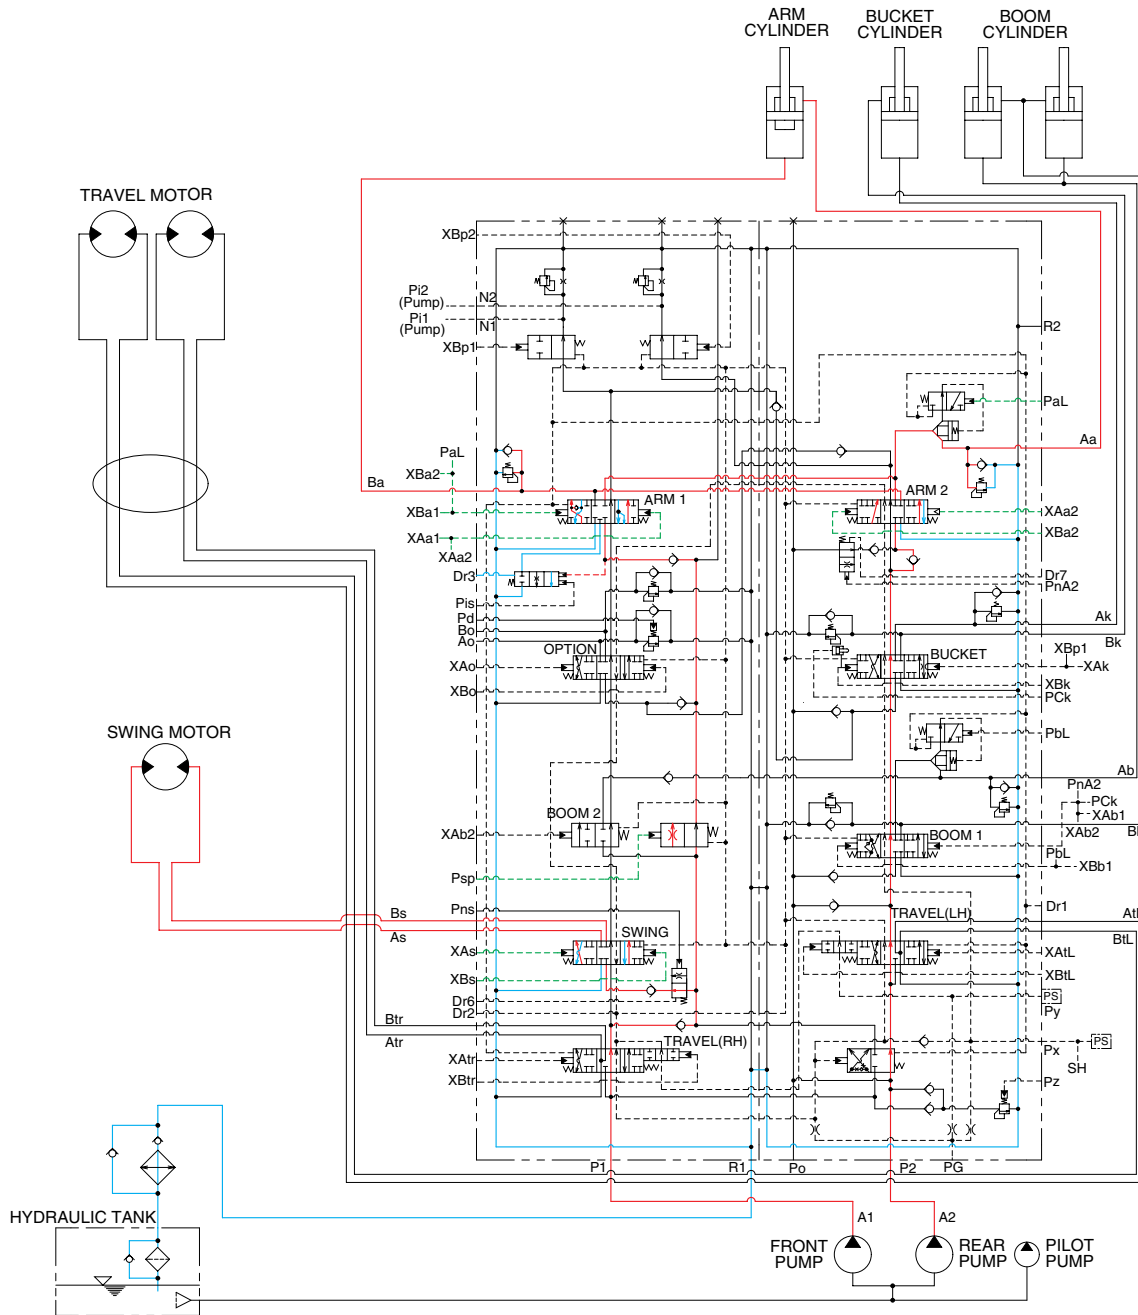 ARM
CYLINDER
BUCKET
CYLINDER
BOOM
CYLINDER
TRAVEL MOTOR
XBp2
Pi2
(Pump)
N2
Pi1
(Pump)
N1
XBp1
R2
PaL
Aa
PaL
XBa2
Ba
XBa1
XAa1
XAa2
ARM 1
ARM 2
XAa2
XBa2
Dr3
Pis
Pd
Bo
Ao
Dr7
PnA2
Ak
Bk
OPTION
XAo
XBo
BUCKET
XBp1
XAk
XBk
PCk
SWING MOTOR
PbL
Ab
PnA2
PCk
XAb1
XAb2
BOOM 2
XAb2
Psp
BOOM 1
PbL
XBb1
Pns
Bs
As
SWING
XAs
XBs
Dr6
Dr2
TRAVEL(LH)
Dr1
BtL
XAtL
XBtL
PS
Py
Btr
Atr
TRAVEL(RH)
XAtr
XBtr
Px
PS
SH
Pz
P1
R1
Po
P2
PG
HYDRAULIC TANK
A1
A2
FRONT
PUMP
REAR
PUMP
PILOT
PUMP